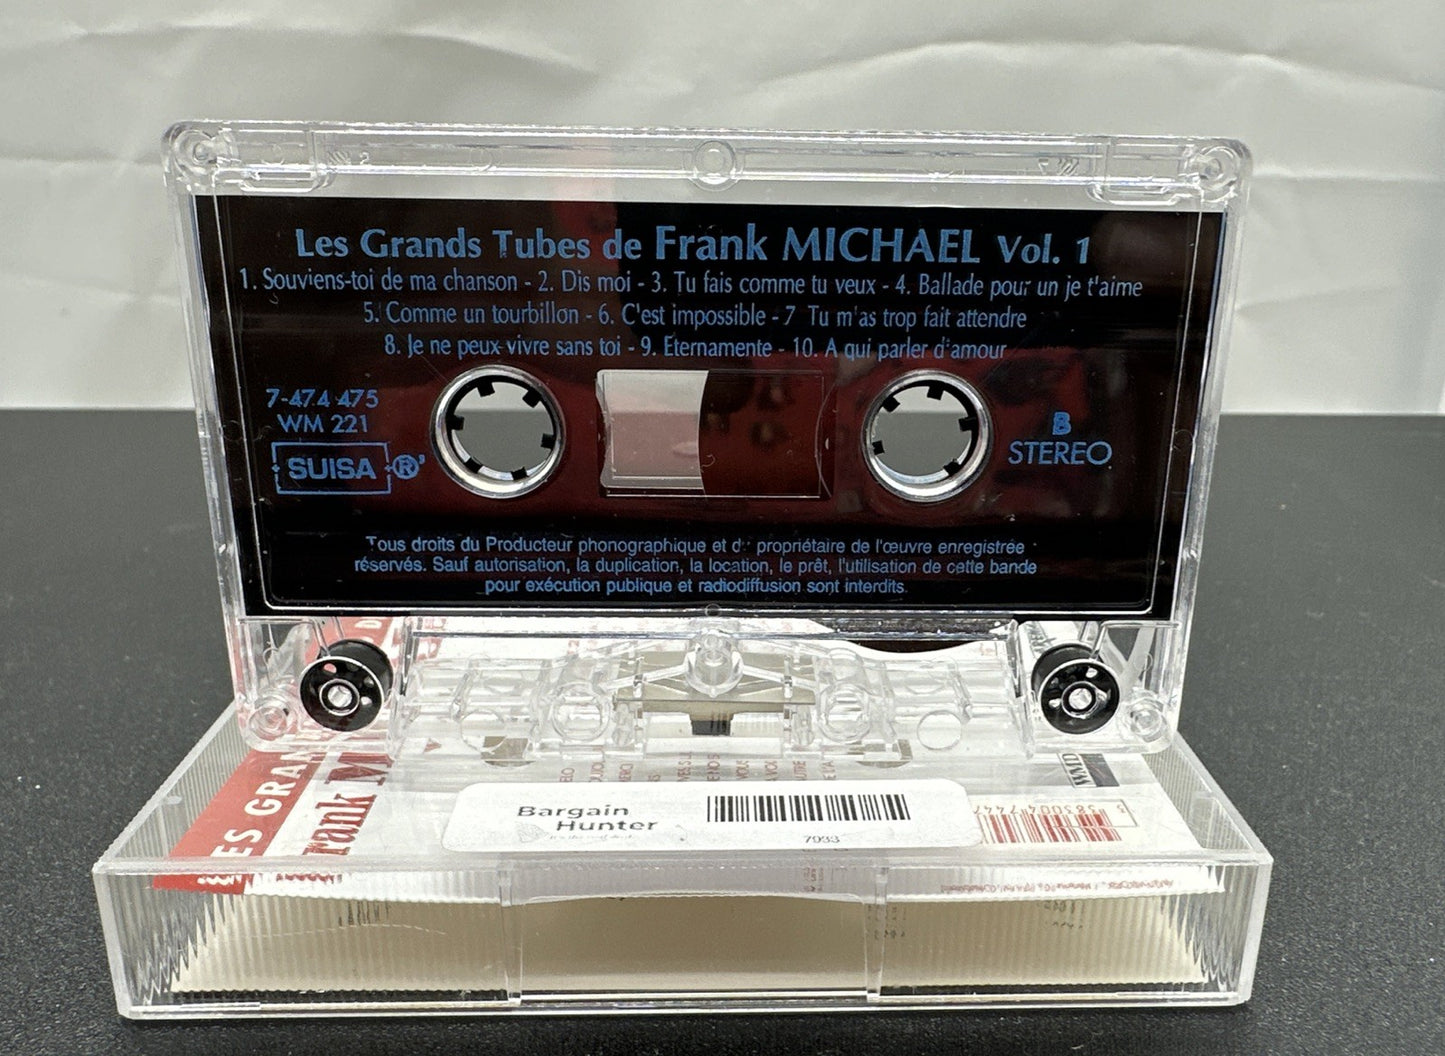 Les Grands Tubes de Frank MICHAEL Vol. 1
1. Souviens-toi de ma chanson - 2. Dis moi - 3. Tu fais comme tu veux - 4. Ballade pour un je t'aime
5. Comme un tourbillon - 6. C'est impossible - 7 Tu m'as trop fait attendre
8. Je ne peux vivre sans toi - 9. Eternamente - 10. A qui parler d'amour
7-474 475
WM 221
SUISA ®
B
STEREO
Tous droits du Producteur phonographique et du propriétaire de l'œuvre enregistrée
réservés. Sauf autorisation, la duplication, la location, le prêt, l'utilisation de cette bande
pour exécution publique et radiodiffusion sont interdits.
WMD
ES GRAN
rank M
Bargain
Hunter
7933